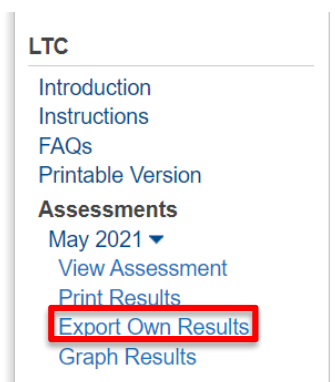 LTC
Introduction
Instructions
FAQs
Printable Version
Assessments
May 2021 ▼
View Assessment
Print Results
Export Own Results
Graph Results